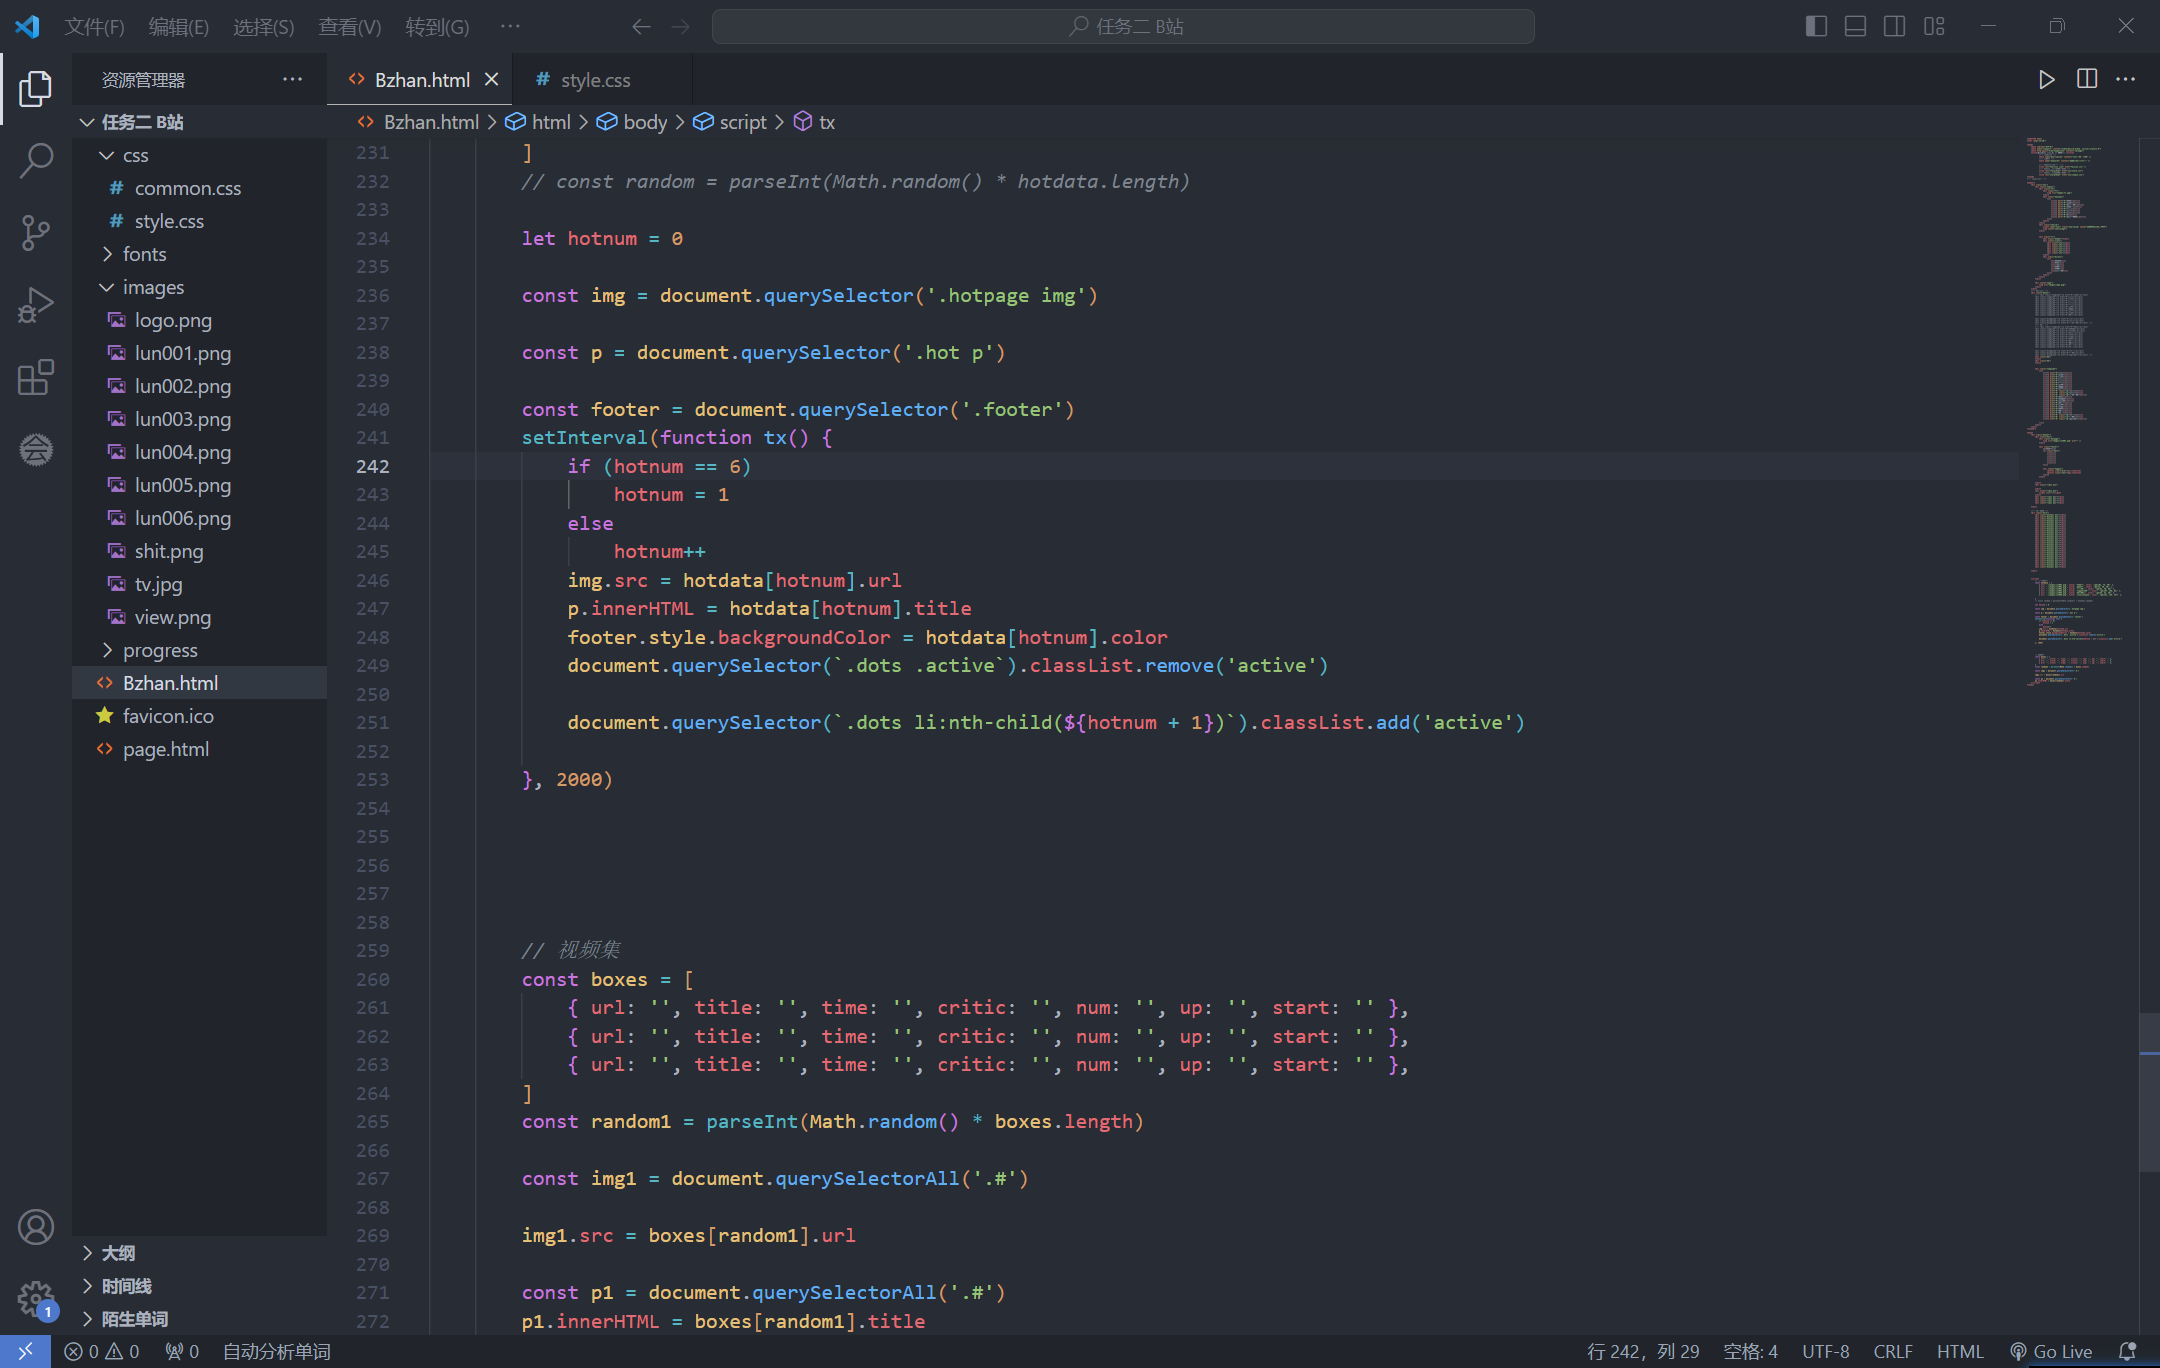 文件(F) 编辑(E) 选择(S) 查看(V) 转到(G) ··· 任务二 B站
资源管理器 ···
Bzhan.html
style.css
任务二 B站
css
common.css
style.css
fonts
images
logo.png
lun001.png
lun002.png
lun003.png
lun004.png
lun005.png
lun006.png
shit.png
tv.jpg
view.png
progress
Bzhan.html
favicon.ico
page.html
大纲
时间线
陌生单词
Bzhan.html > html > body > script > tx
231 ]
232 // const random = parseInt(Math.random() * hotdata.length)
233
234 let hotnum = 0
235
236 const img = document.querySelector('.hotpage img')
237
238 const p = document.querySelector('.hot p')
239
240 const footer = document.querySelector('.footer')
241 setInterval(function tx() {
242 if (hotnum == 6)
243 hotnum = 1
244 else
245 hotnum++
246 img.src = hotdata[hotnum].url
247 p.innerHTML = hotdata[hotnum].title
248 footer.style.backgroundColor = hotdata[hotnum].color
249 document.querySelector(`.dots .active`).classList.remove('active')
250
251 document.querySelector(`.dots li:nth-child(${hotnum + 1})`).classList.add('active')
252
253 }, 2000)
254
255
256
257
258
259 // 视频集
260 const boxes = [
261 { url: '', title: '', time: '', critic: '', num: '', up: '', start: '' },
262 { url: '', title: '', time: '', critic: '', num: '', up: '', start: '' },
263 { url: '', title: '', time: '', critic: '', num: '', up: '', start: '' },
264 ]
265 const random1 = parseInt(Math.random() * boxes.length)
266
267 const img1 = document.querySelectorAll('.#')
268
269 img1.src = boxes[random1].url
270
271 const p1 = document.querySelectorAll('.#')
272 p1.innerHTML = boxes[random1].title
1
0 0 0 自动分析单词 行 242，列 29 空格: 4 UTF-8 CRLF HTML Go Live